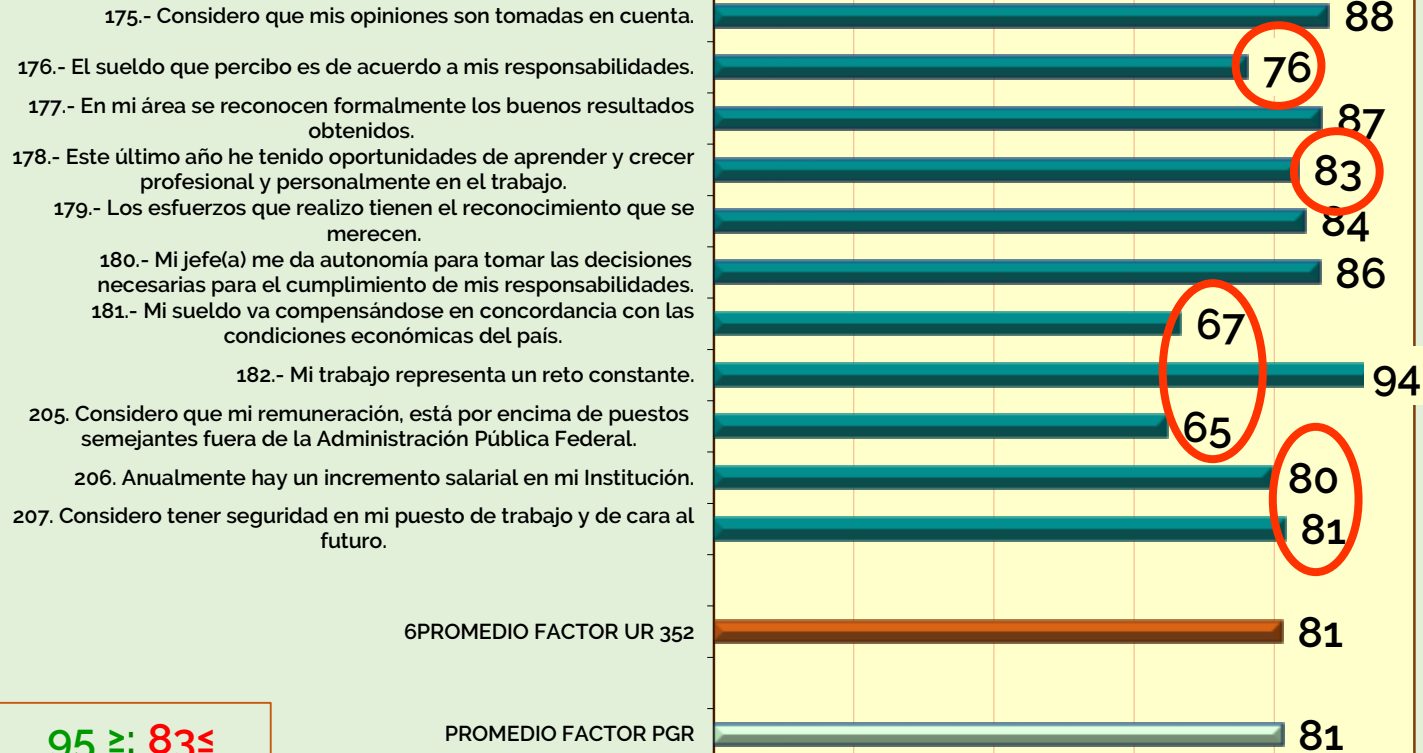 175.- Considero que mis opiniones son tomadas en cuenta.
88
176.- El sueldo que percibo es de acuerdo a mis responsabilidades.
76
177.- En mi área se reconocen formalmente los buenos resultados
obtenidos.
87
178.- Este último año he tenido oportunidades de aprender y crecer
profesional y personalmente en el trabajo.
83
179.- Los esfuerzos que realizo tienen el reconocimiento que se
merecen.
84
180.- Mi jefe(a) me da autonomía para tomar las decisiones
necesarias para el cumplimiento de mis responsabilidades.
86
181.- Mi sueldo va compensándose en concordancia con las
condiciones económicas del país.
67
182.- Mi trabajo representa un reto constante.
94
205. Considero que mi remuneración, está por encima de puestos
semejantes fuera de la Administración Pública Federal.
65
206. Anualmente hay un incremento salarial en mi Institución.
80
207. Considero tener seguridad en mi puesto de trabajo y de cara al
futuro.
81
6PROMEDIO FACTOR UR 352
81
PROMEDIO FACTOR PGR
81
95 ≥; 83≤